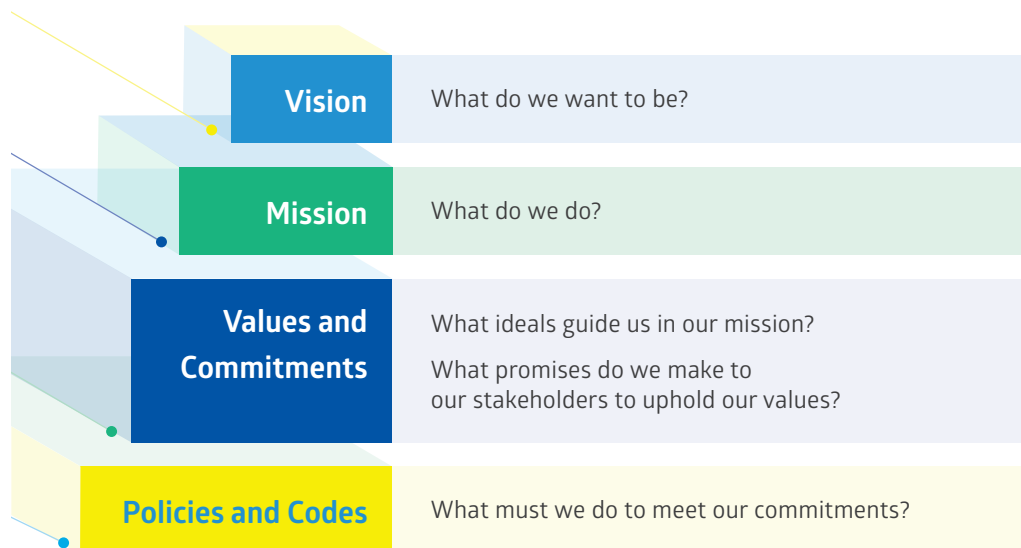 Vision
What do we want to be?
Mission
What do we do?
Values and
Commitments
What ideals guide us in our mission?
What promises do we make to
our stakeholders to uphold our values?
Policies and Codes
What must we do to meet our commitments?